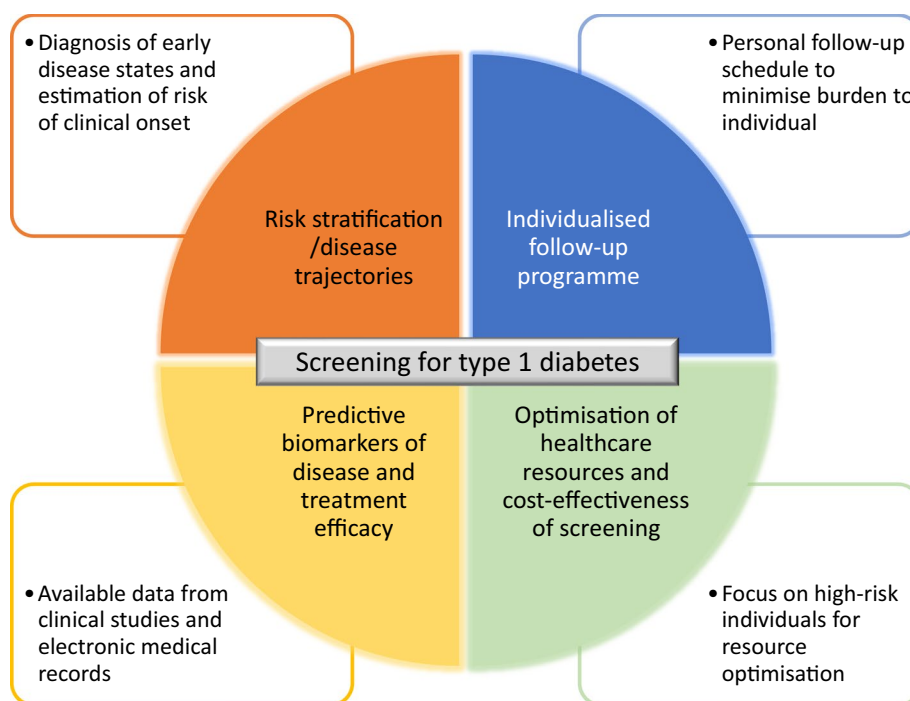 • Diagnosis of early
disease states and
estimation of risk
of clinical onset
• Personal follow-up
schedule to
minimise burden to
individual
Risk stratification
/disease
trajectories
Individualised
follow-up
programme
Screening for type 1 diabetes
Predictive
biomarkers of
disease and
treatment
efficacy
Optimisation of
healthcare
resources and
cost-effectiveness
of screening
• Available data from
clinical studies and
electronic medical
records
• Focus on high-risk
individuals for
resource
optimisation